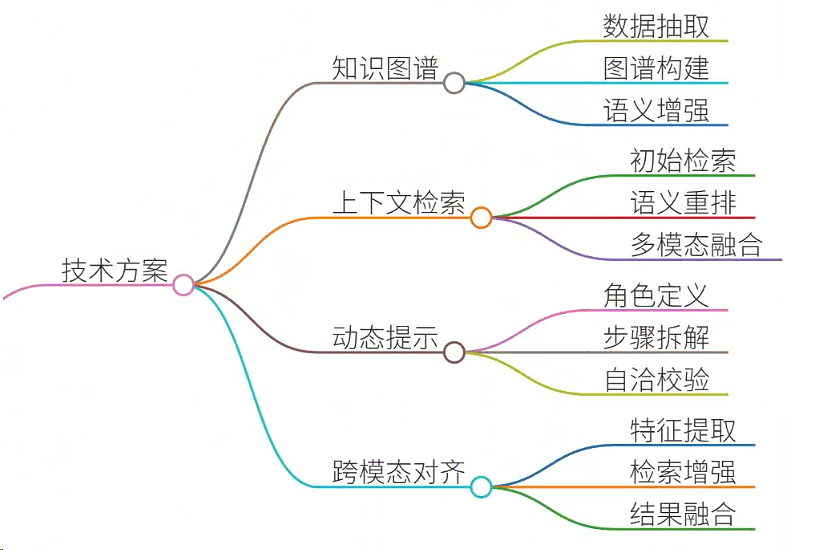 技术方案
知识图谱
数据抽取
图谱构建
语义增强
上下文检索
初始检索
语义重排
多模态融合
动态提示
角色定义
步骤拆解
自洽校验
跨模态对齐
特征提取
检索增强
结果融合